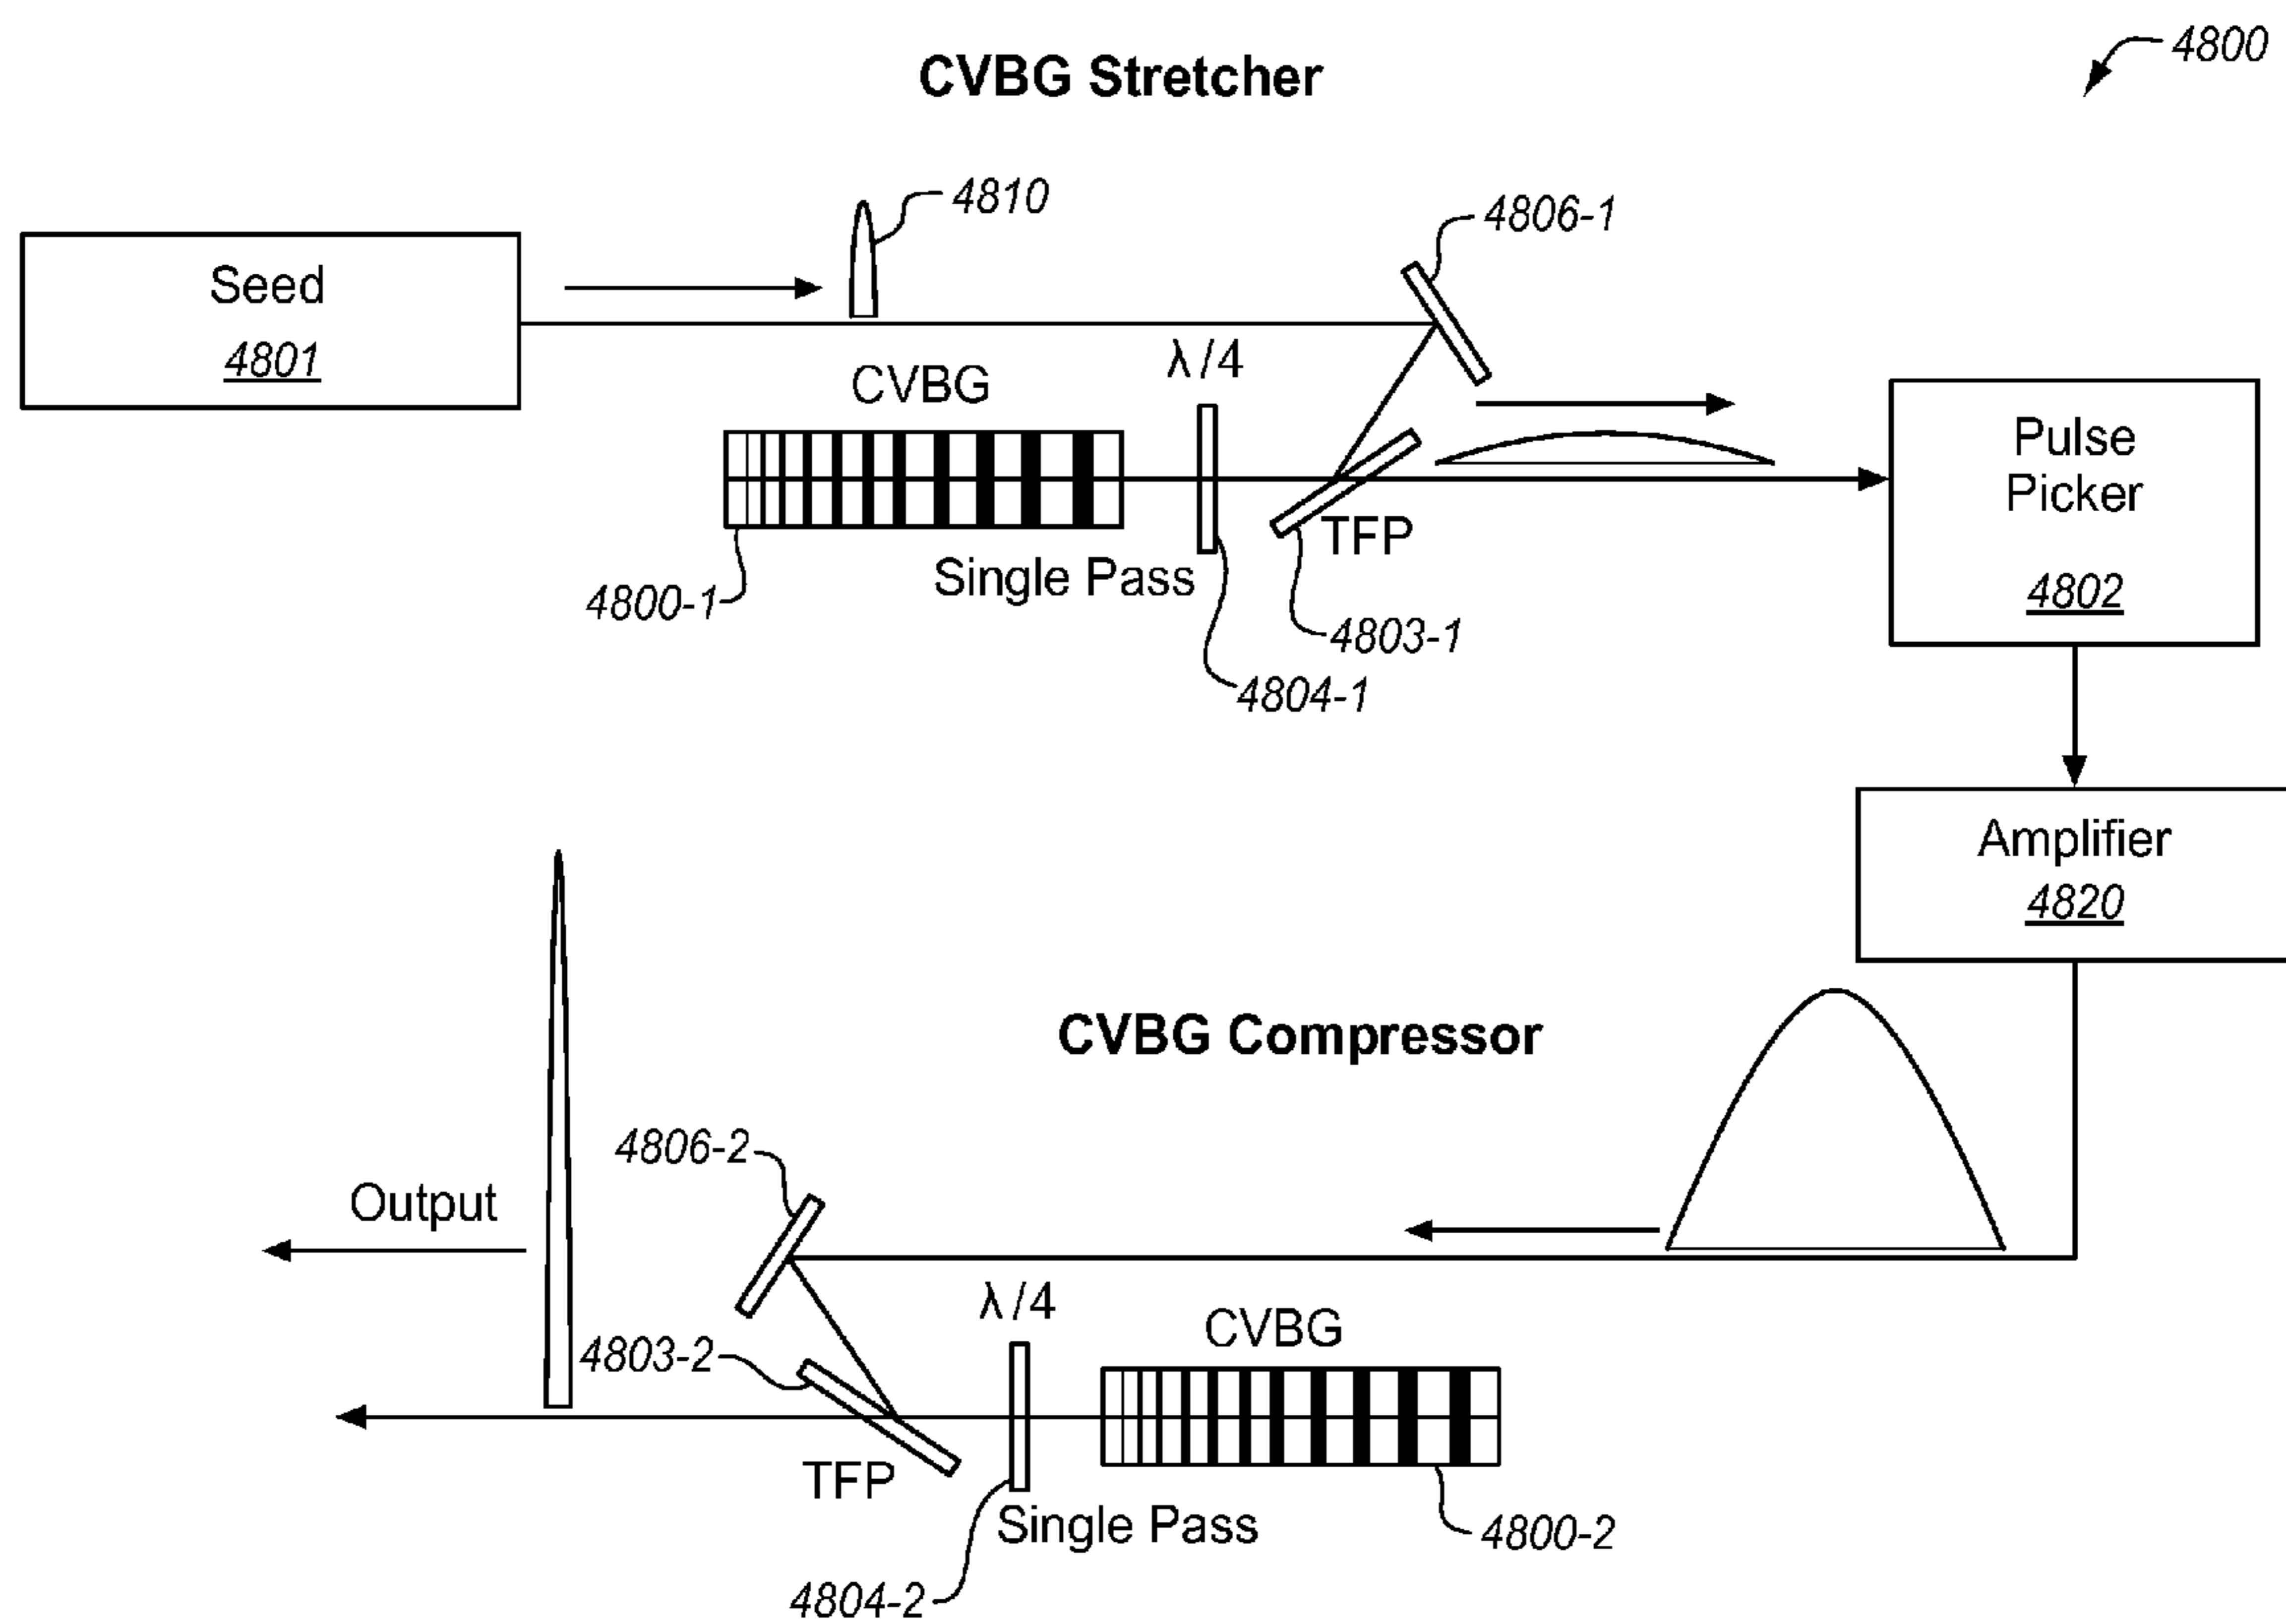 4800
CVBG Stretcher
4810
4806-1
Seed
4801
λ/4
CVBG
Pulse
Picker
4802
TFP
Single Pass
4800-1
4803-1
4804-1
Amplifier
4820
CVBG Compressor
4806-2
Output
λ/4
CVBG
4803-2
TFP
Single Pass
4800-2
4804-2